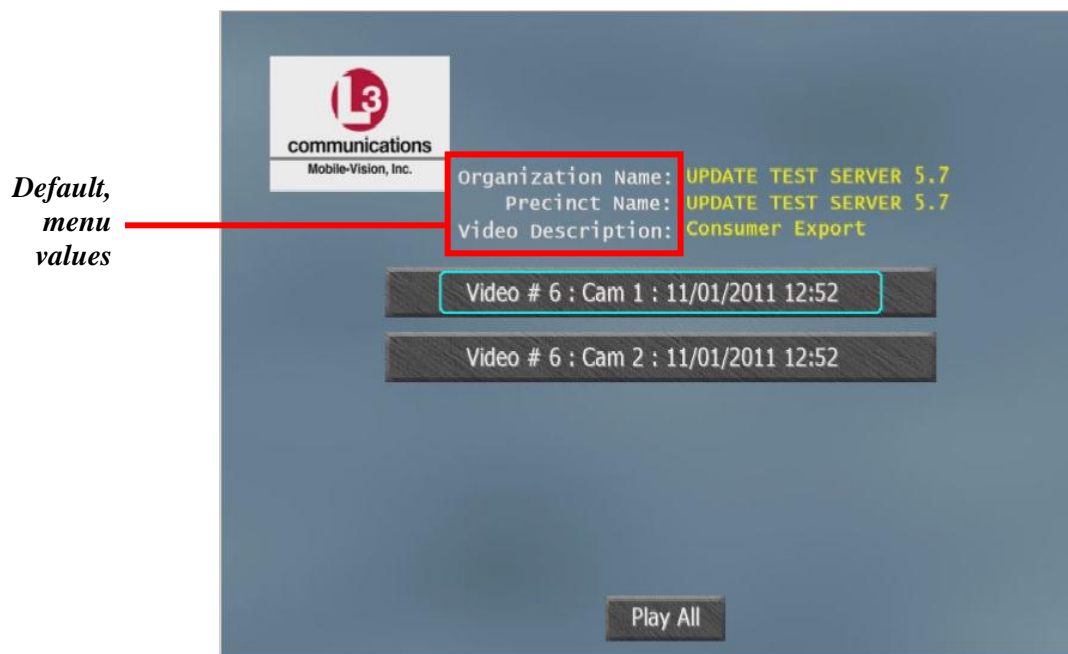 L3
communications
Mobile-Vision, Inc.
Default,
menu
values
Organization Name: UPDATE TEST SERVER 5.7
Precinct Name: UPDATE TEST SERVER 5.7
Video Description: Consumer Export
Video # 6 : Cam 1 : 11/01/2011 12:52
Video # 6 : Cam 2 : 11/01/2011 12:52
Play All